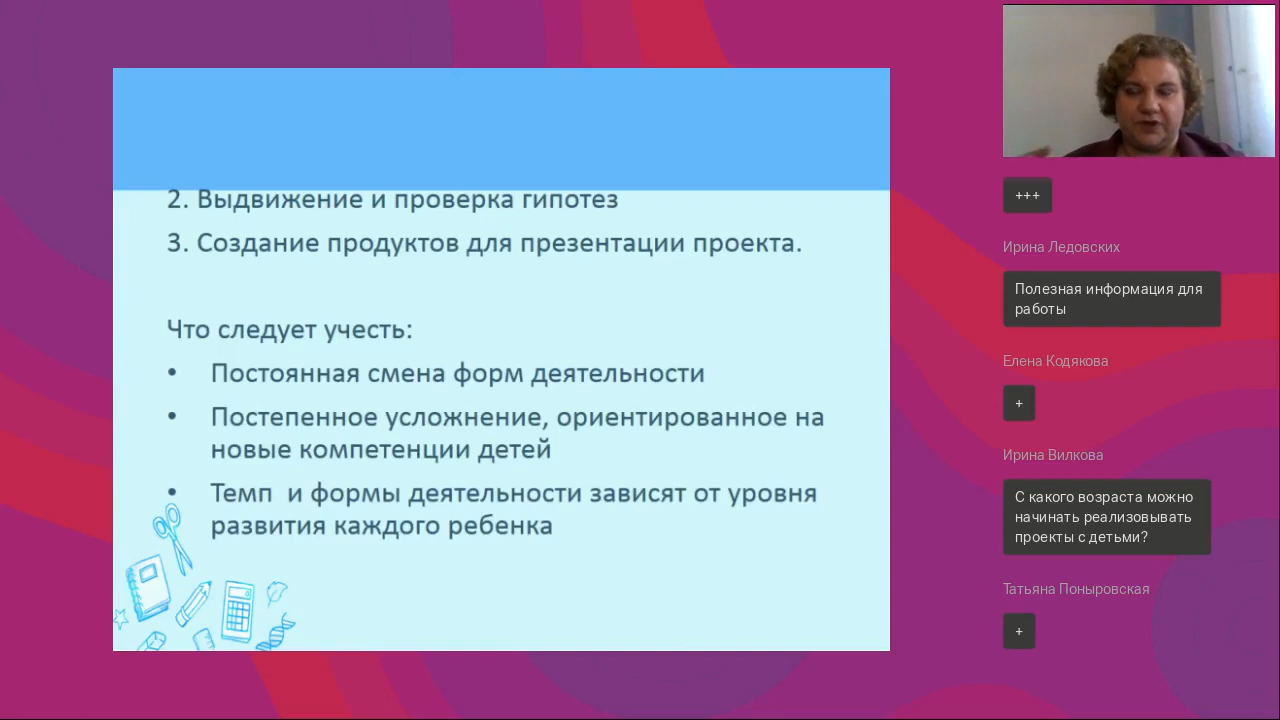 2. Выдвижение и проверка гипотез
3. Создание продуктов для презентации проекта.
Что следует учесть:
• Постоянная смена форм деятельности
• Постепенное усложнение, ориентированное на
новые компетенции детей
• Темп и формы деятельности зависят от уровня
развития каждого ребенка
+++
Ирина Ледовских
Полезная информация для
работы
Елена Кодякова
+
Ирина Вилкова
С какого возраста можно
начинать реализовывать
проекты с детьми?
Татьяна Поныровская
+